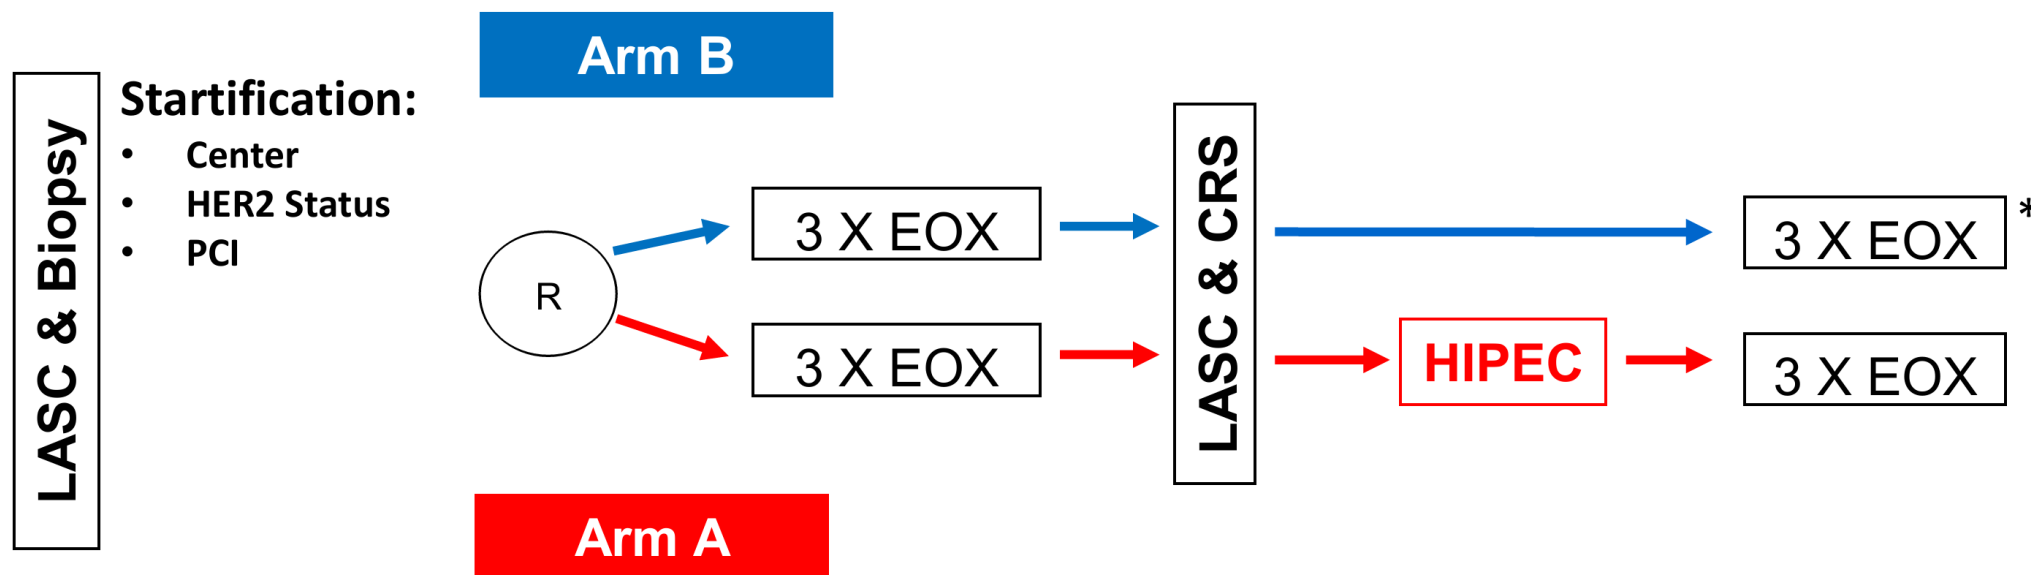 LASC & Biopsy
Startification:
• Center
• HER2 Status
• PCI
Arm B
R
3 X EOX
3 X EOX
LASC & CRS
HIPEC
3 X EOX *
3 X EOX
Arm A